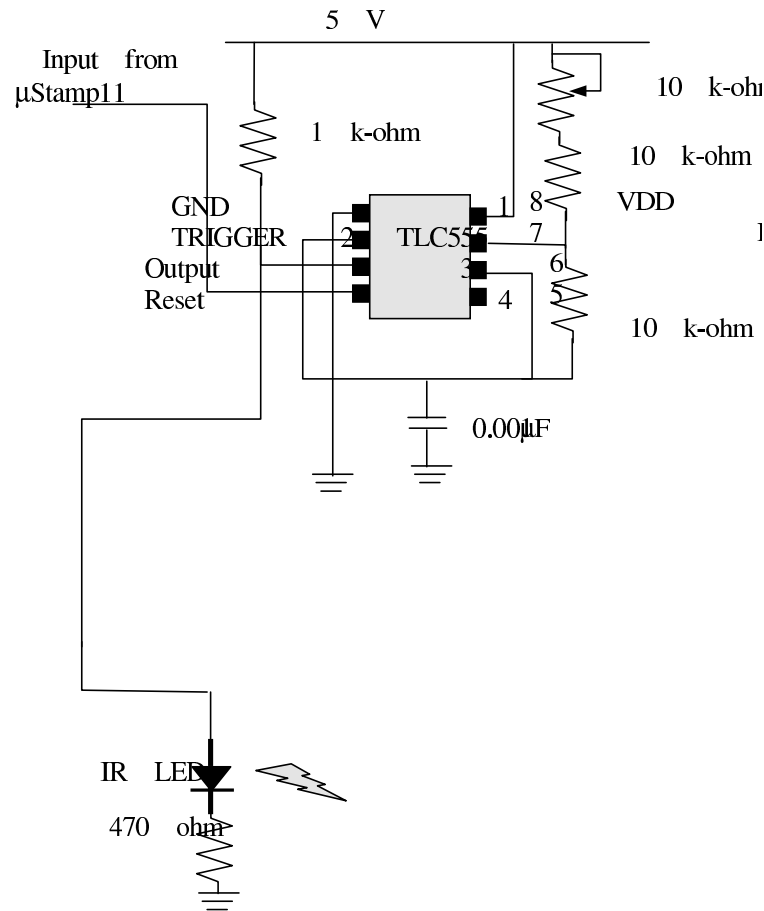 5 V
Input from
µStamp11
10 k-ohm
1 k-ohm
10 k-ohm
GND
1
8
VDD
TRIGGER
2
TLC555
7
Output
3
6
Reset
4
5
10 k-ohm
0.001µF
IR LED
470 ohm